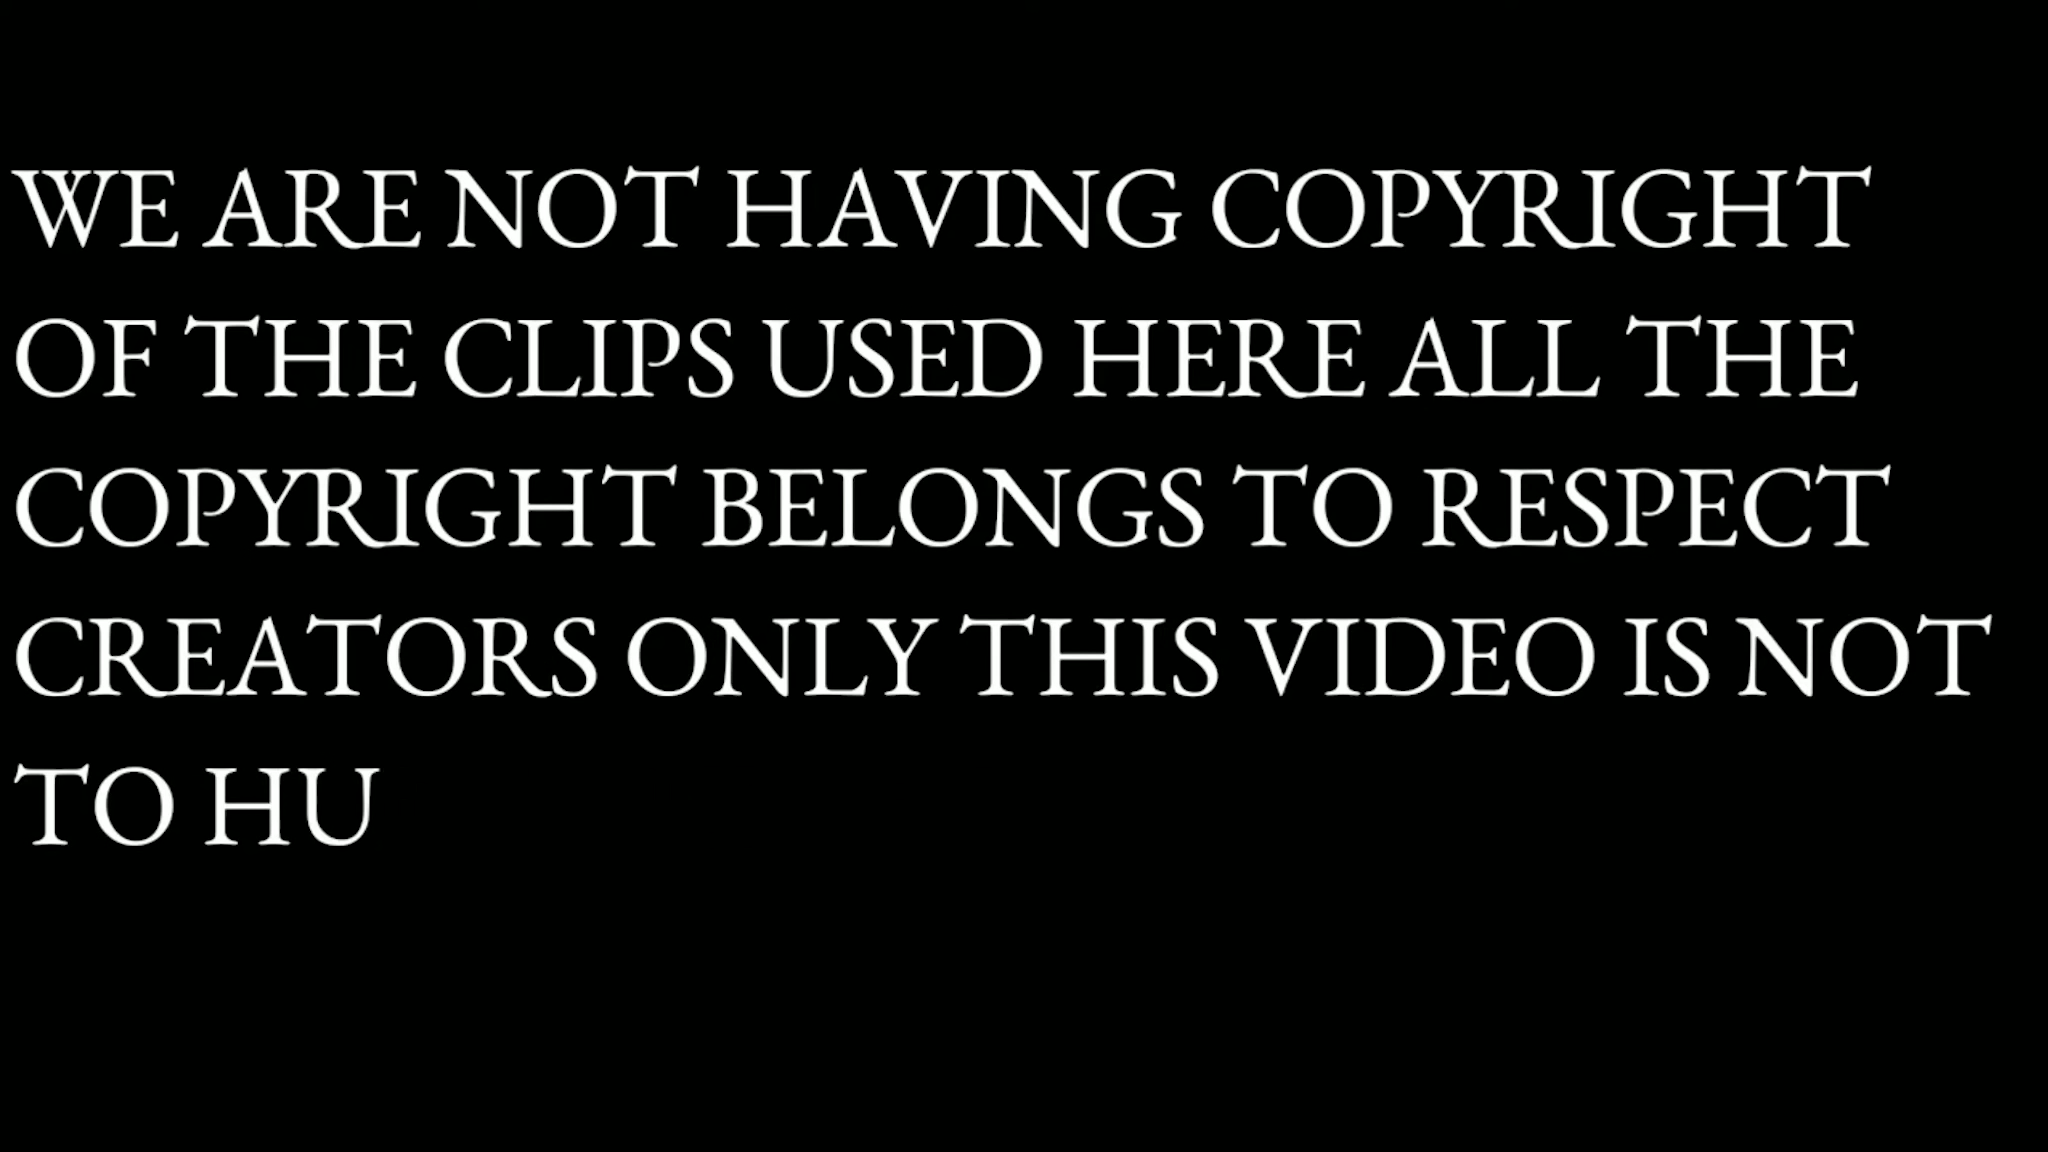 WE ARE NOT HAVING COPYRIGHT
OF THE CLIPS USED HERE ALL THE
COPYRIGHT BELONGS TO RESPECT
CREATORS ONLY THIS VIDEO IS NOT
TO HU